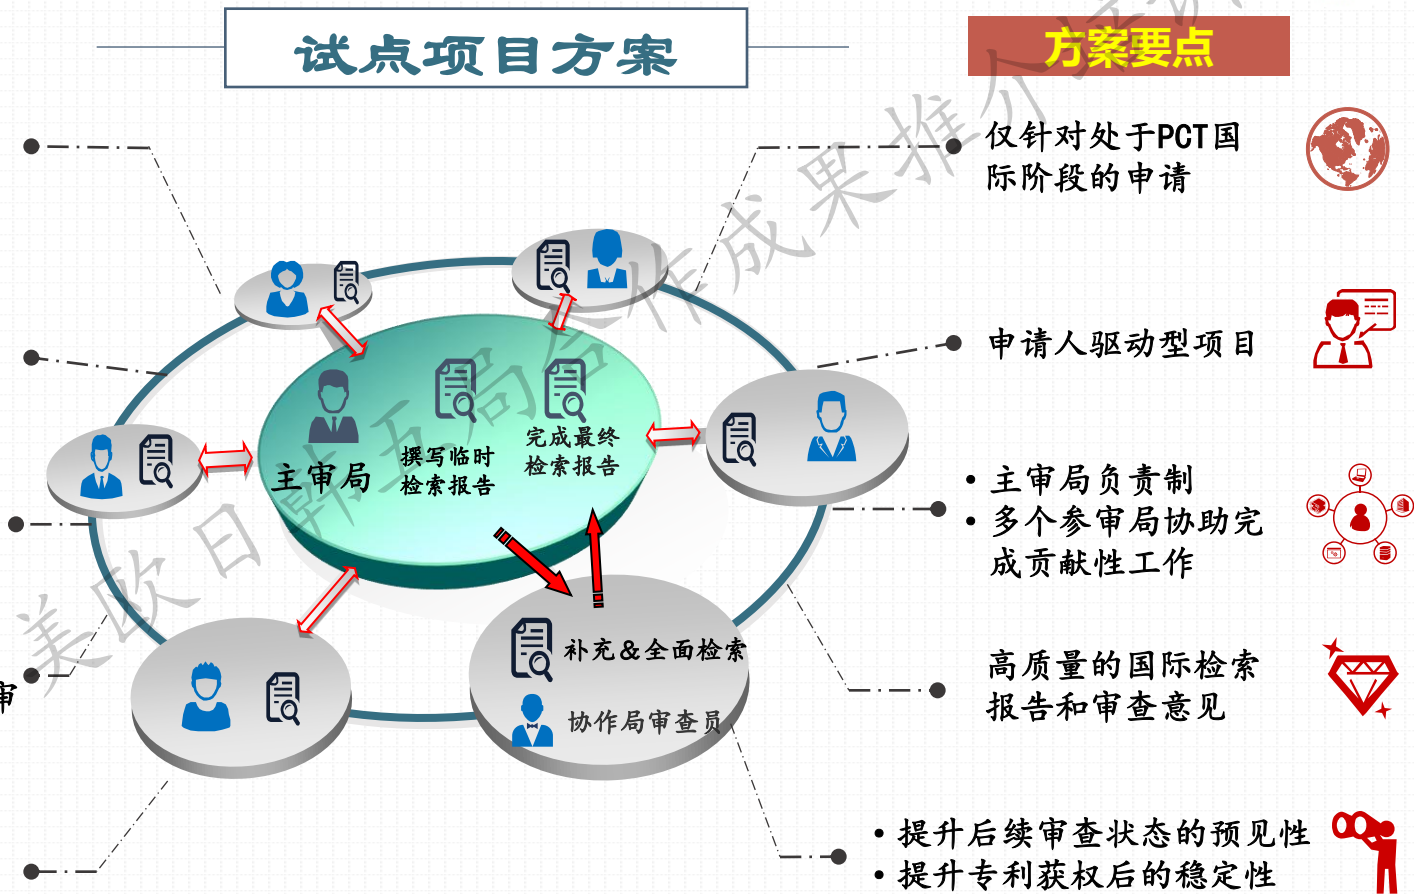 试点项目方案
方案要点
仅针对处于PCT国
际阶段的申请
申请人驱动型项目
• 主审局负责制
• 多个参审局协助完
成贡献性工作
高质量的国际检索
报告和审查意见
• 提升后续审查状态的预见性
• 提升专利获权后的稳定性
主审局
撰写临时
检索报告
完成最终
检索报告
补充&全面检索
协作局审查员
审
美欧日韩五局合作成果推介